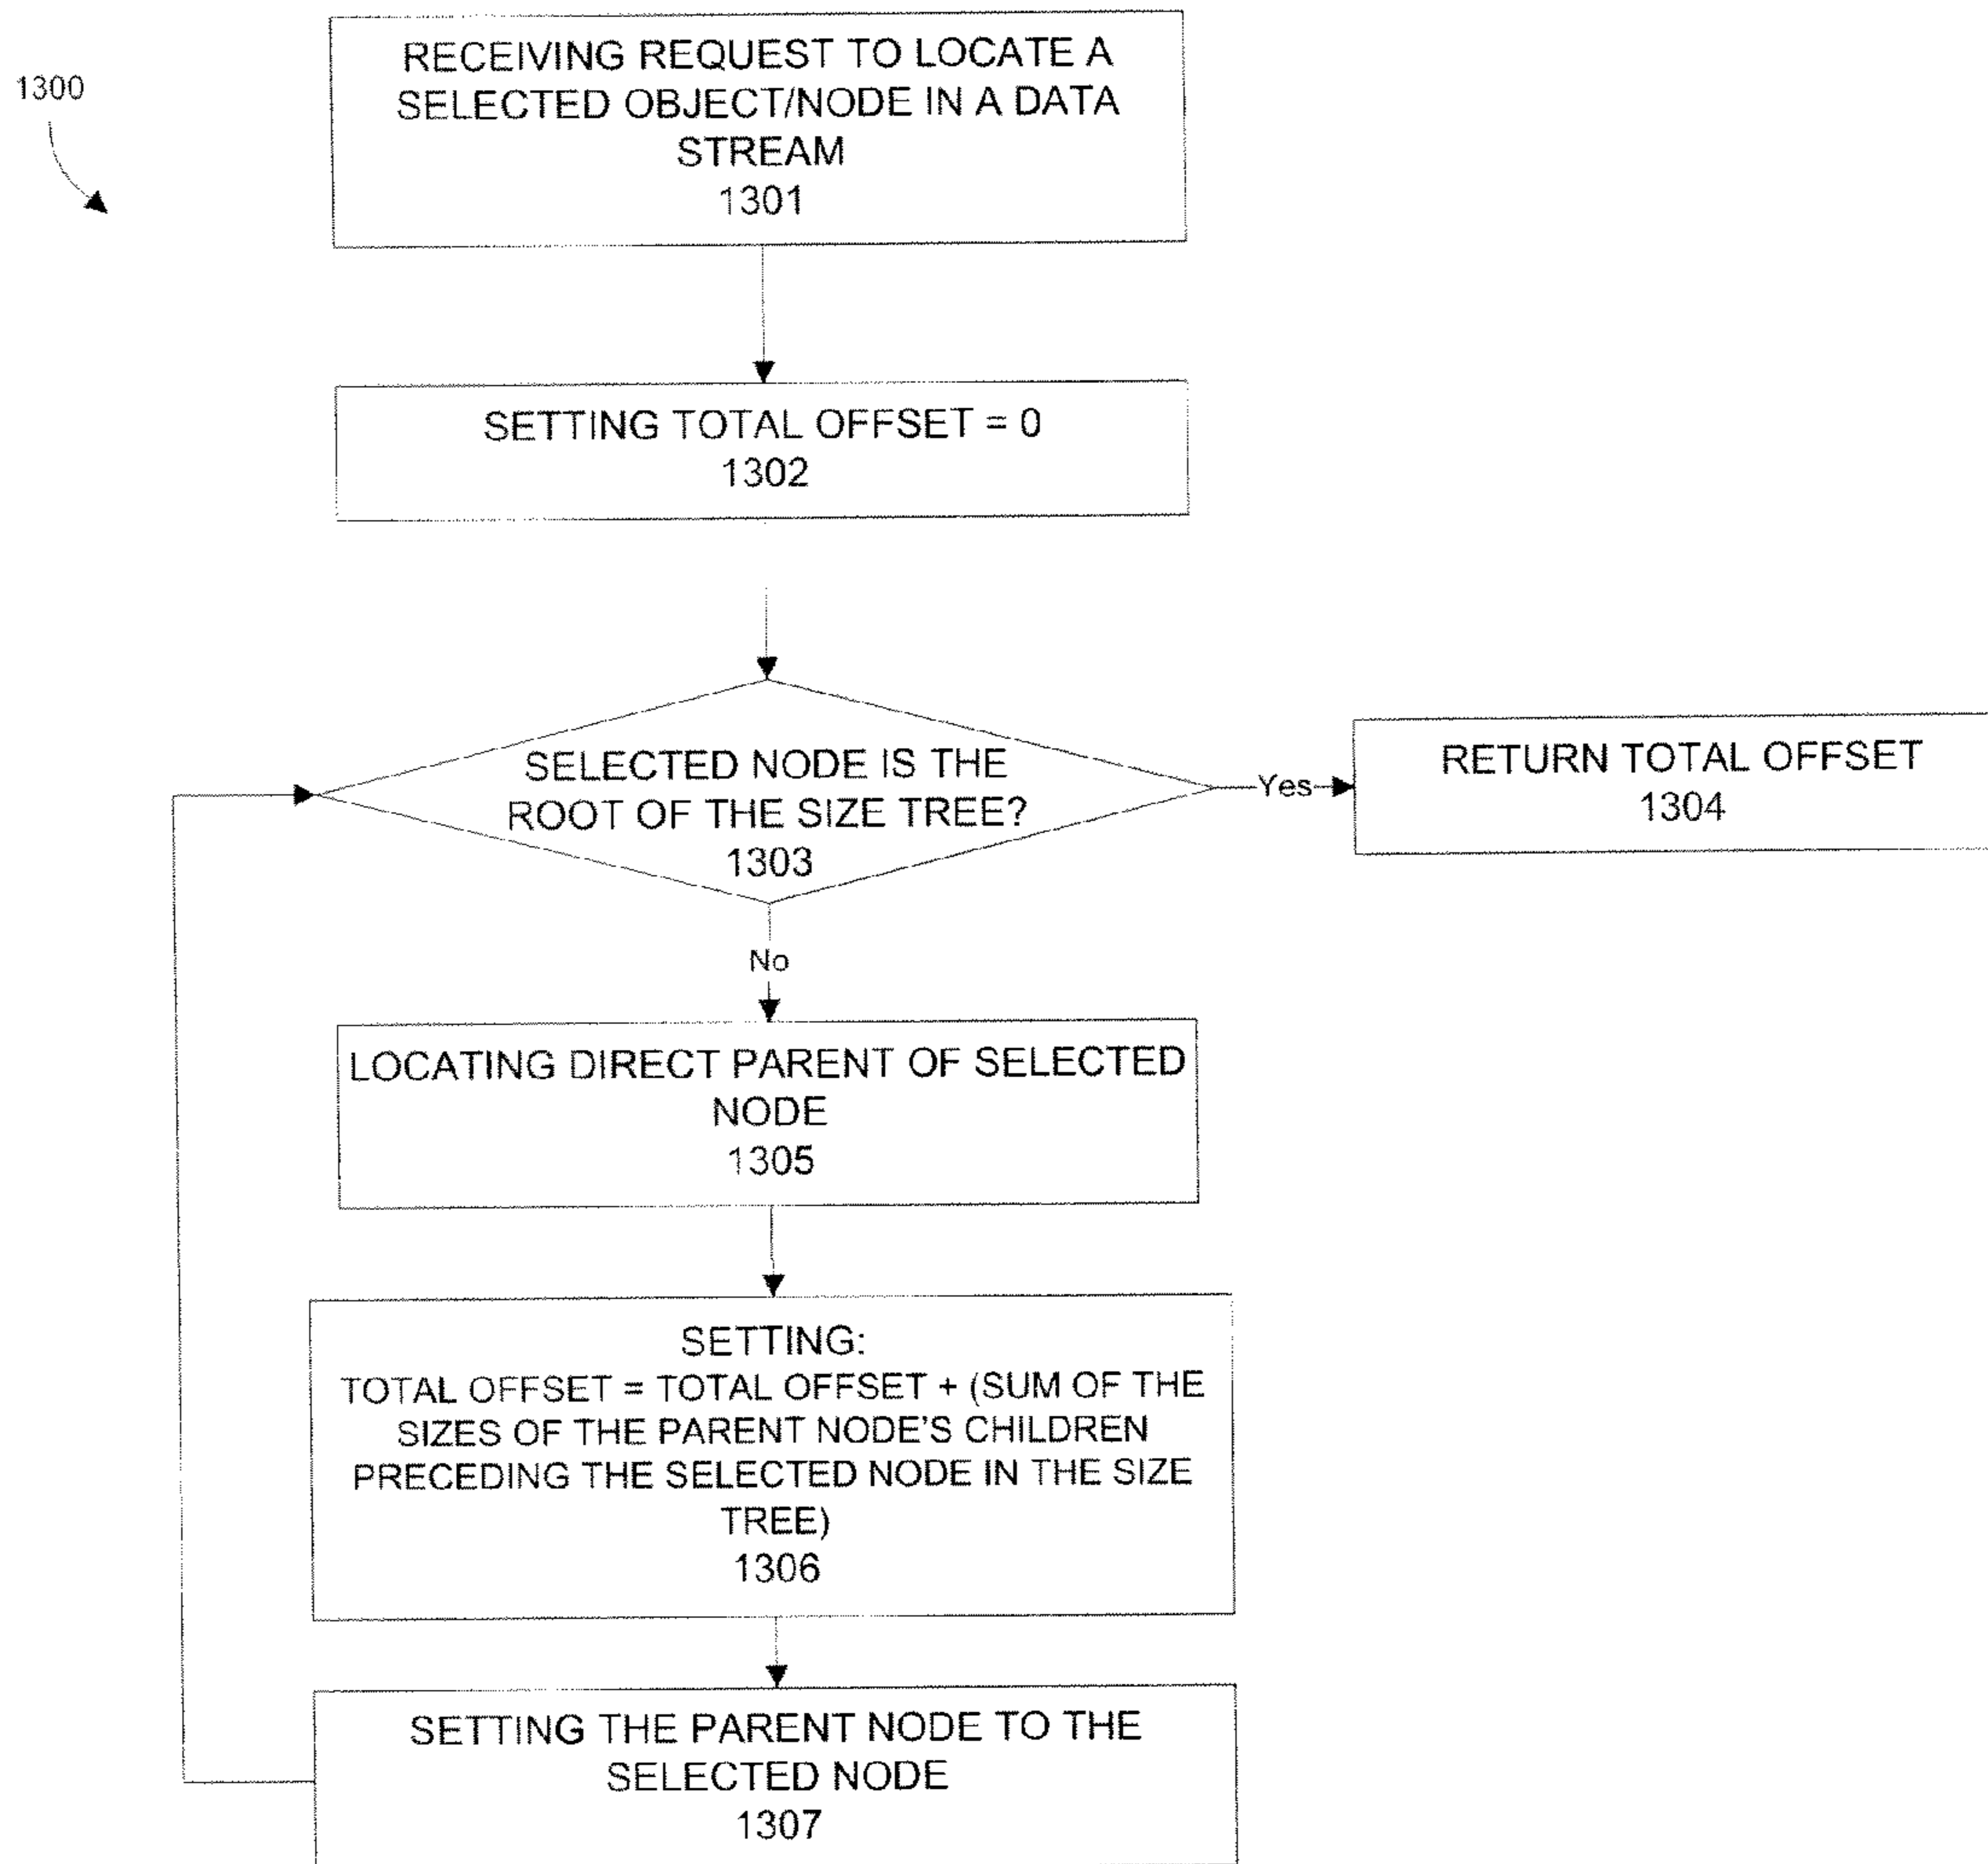 1300
RECEIVING REQUEST TO LOCATE A
SELECTED OBJECT/NODE IN A DATA
STREAM
1301
SETTING TOTAL OFFSET = 0
1302
SELECTED NODE IS THE
ROOT OF THE SIZE TREE?
1303
Yes
RETURN TOTAL OFFSET
1304
No
LOCATING DIRECT PARENT OF SELECTED
NODE
1305
SETTING:
TOTAL OFFSET = TOTAL OFFSET + (SUM OF THE
SIZES OF THE PARENT NODE'S CHILDREN
PRECEDING THE SELECTED NODE IN THE SIZE
TREE)
1306
SETTING THE PARENT NODE TO THE
SELECTED NODE
1307